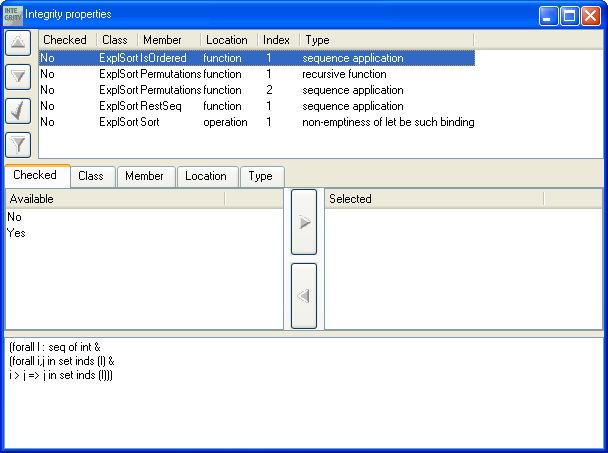 INTE GRITY Integrity properties
Checked Class Member Location Index Type
No ExplSort IsOrdered function 1 sequence application
No ExplSort Permutations function 1 recursive function
No ExplSort Permutations function 2 sequence application
No ExplSort RestSeq function 1 sequence application
No ExplSort Sort operation 1 non-emptiness of let be such binding
Checked Class Member Location Type
Available Selected
No
Yes
(forall l : seq of int &
(forall i,j in set inds (l) &
i > j => j in set inds (l)))